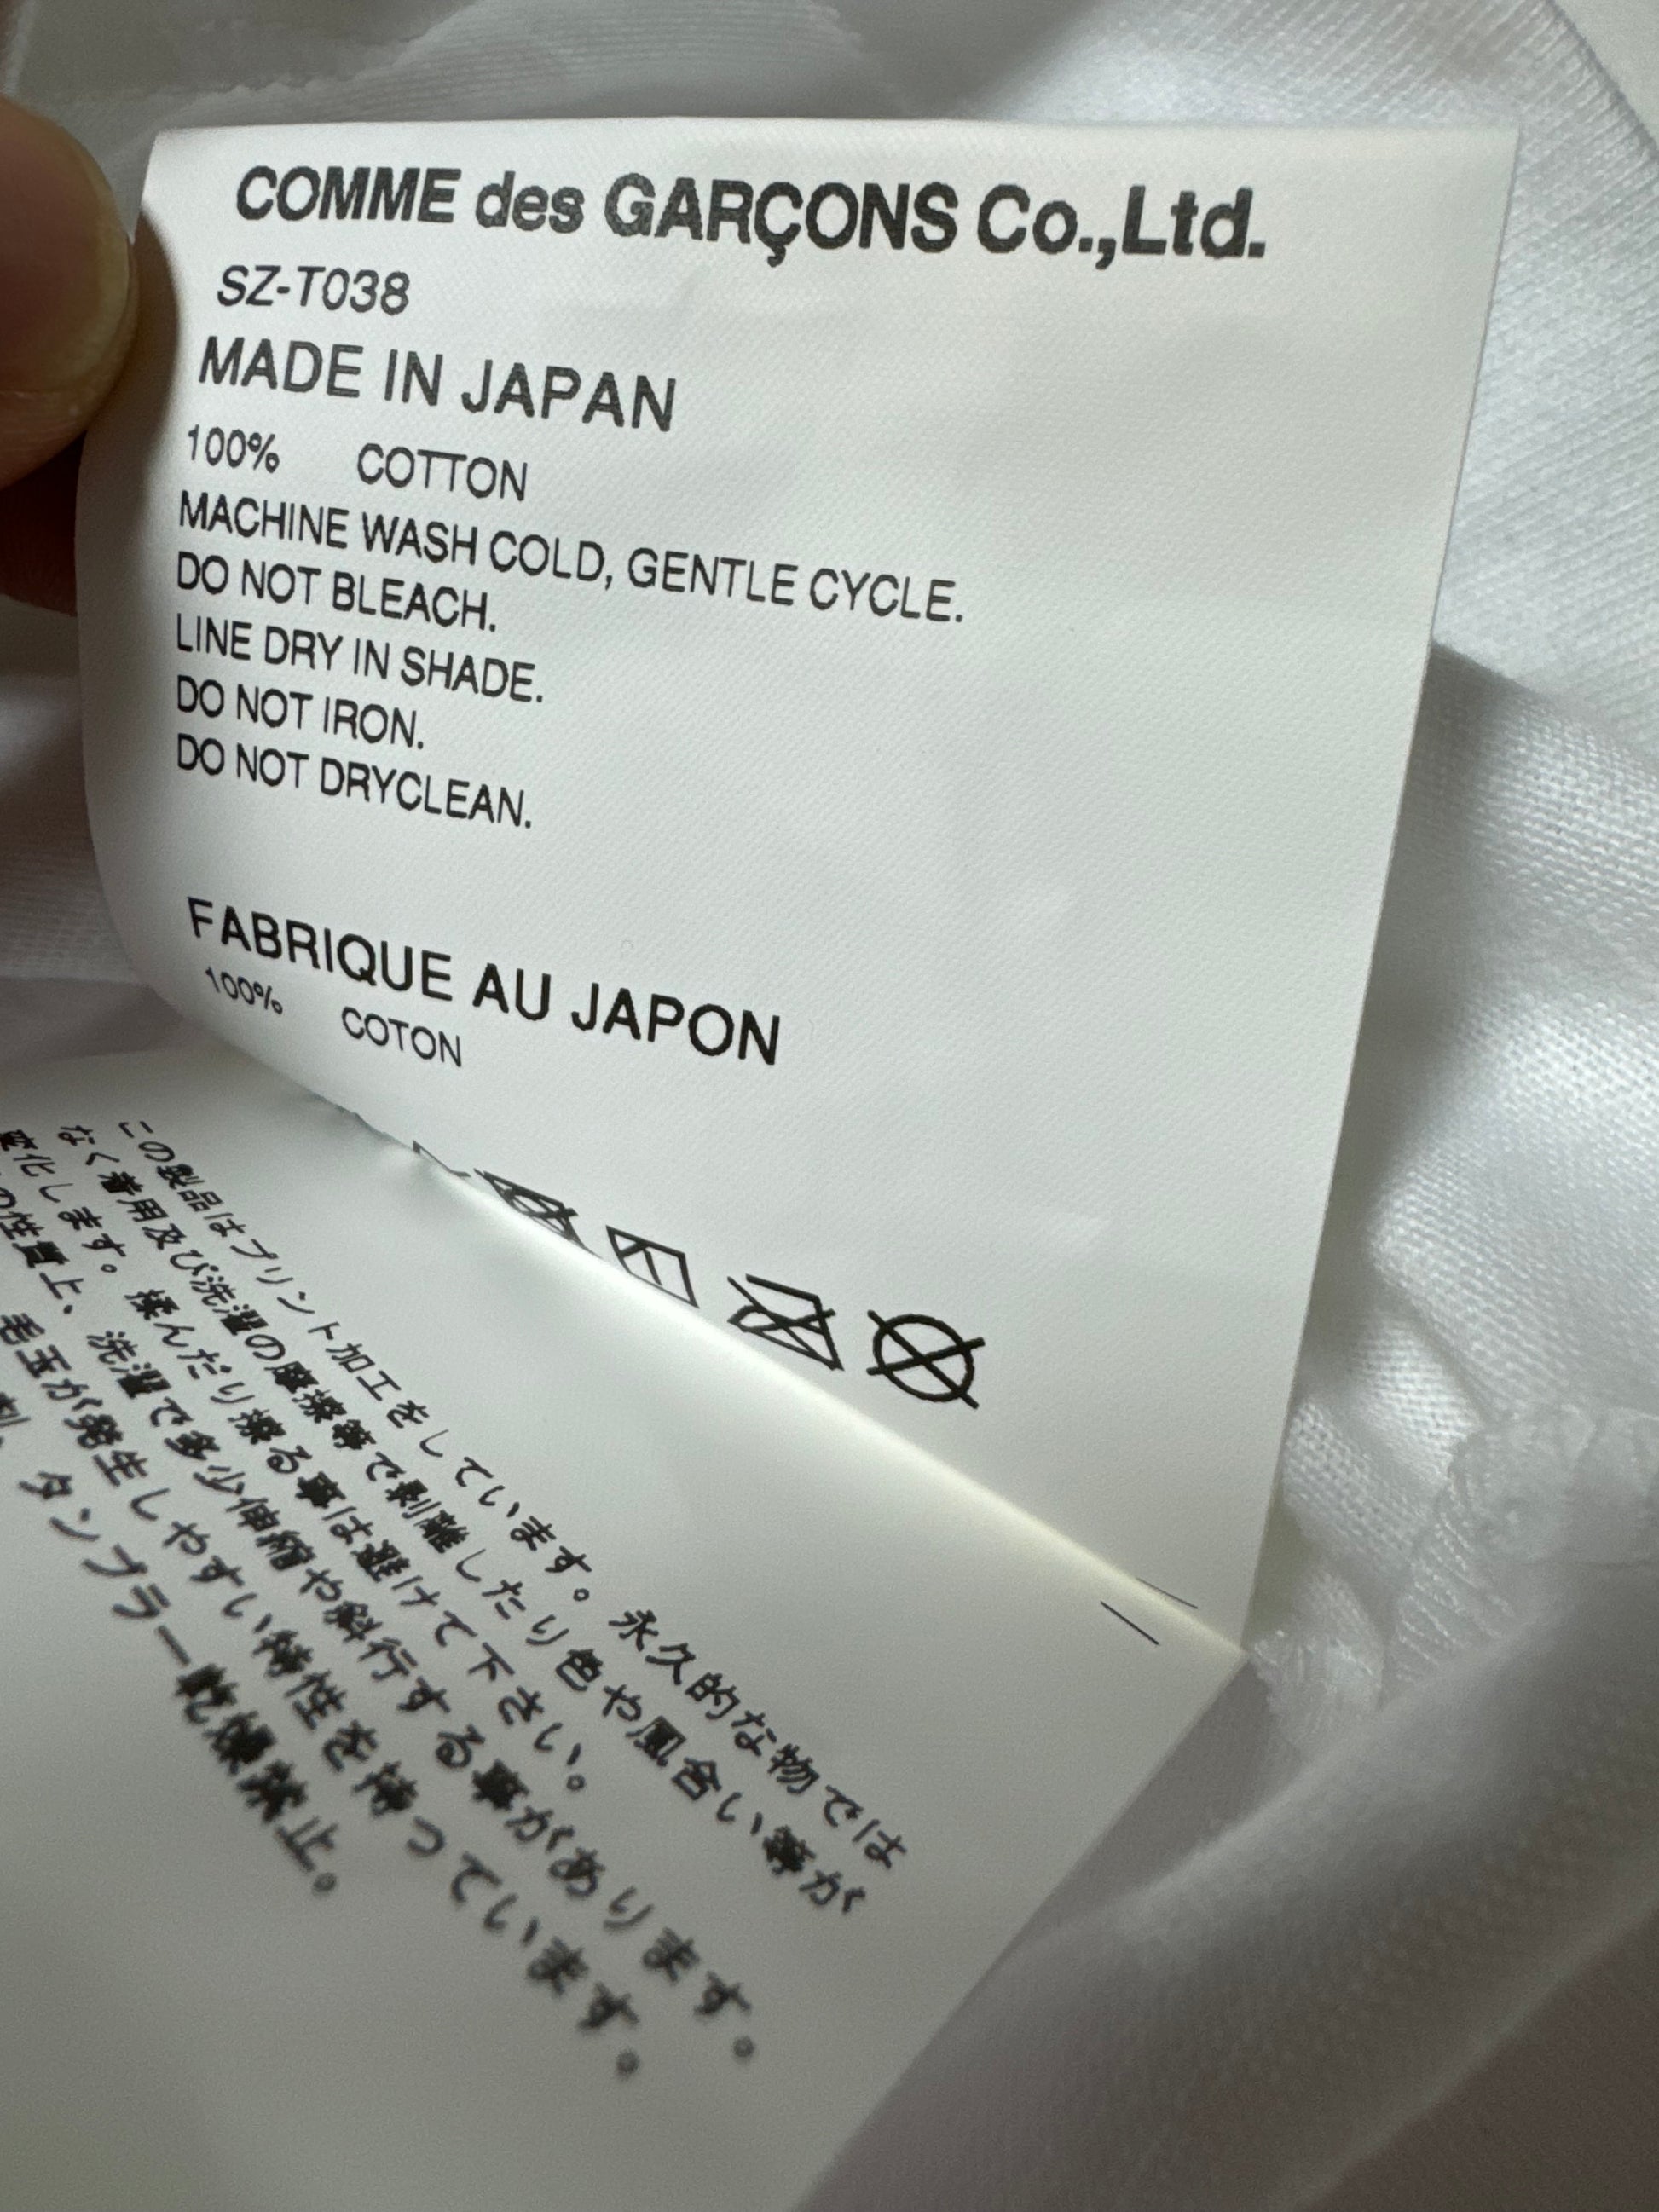 COMME des GARÇONS Co.,Ltd.
SZ-T038
MADE IN JAPAN
100% COTTON
MACHINE WASH COLD, GENTLE CYCLE.
DO NOT BLEACH.
LINE DRY IN SHADE.
DO NOT IRON.
DO NOT DRYCLEAN.
FABRIQUE AU JAPON
100% COTON
この製品はプリント加工をしています。永久的な物では
なく着用及び洗濯の摩擦等で剥離したり色や風合い等が
変化します。揉んだり擦る事は避けて下さい。
の性質上、洗濯で多少伸縮や斜行する事があります。
毛玉が発生しやすい特性を持っています。
タンブラー乾燥禁止。